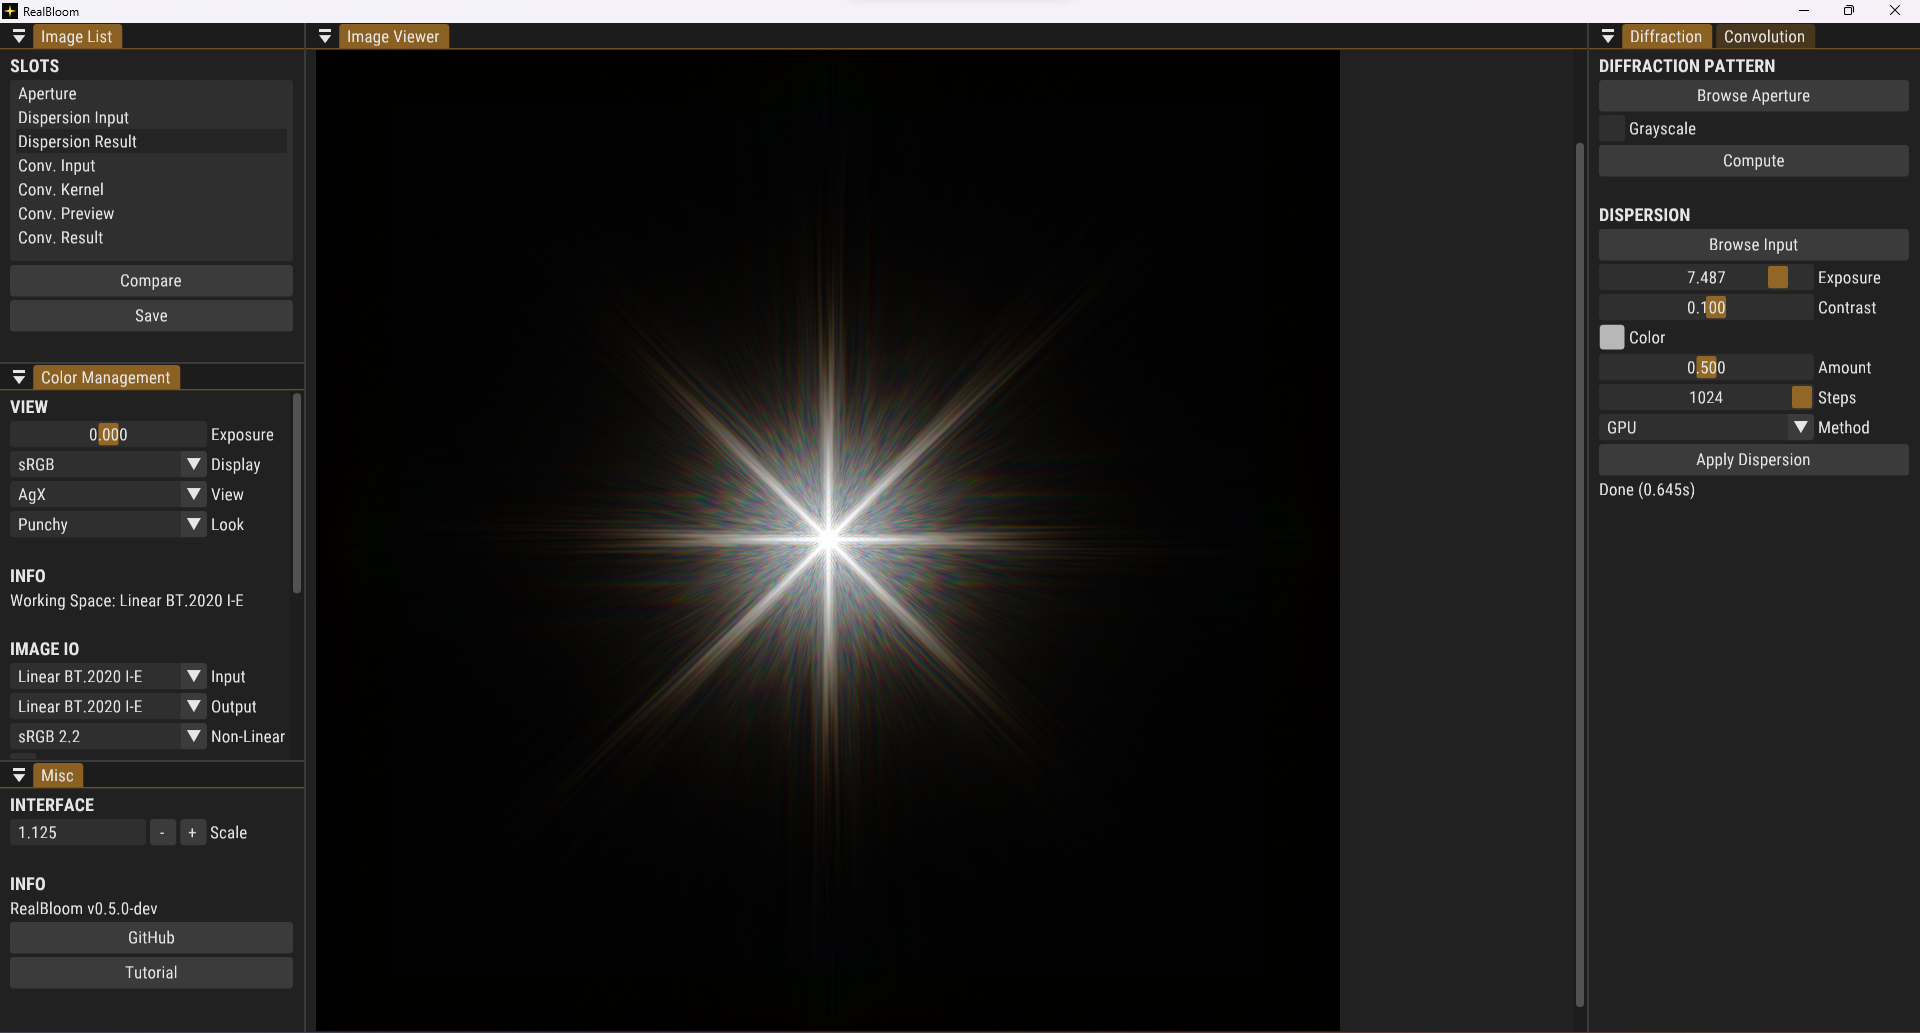 RealBloom
Image List
SLOTS
Aperture
Dispersion Input
Dispersion Result
Conv. Input
Conv. Kernel
Conv. Preview
Conv. Result
Compare
Save
Color Management
VIEW
0.000 Exposure
sRGB Display
AgX View
Punchy Look
INFO
Working Space: Linear BT.2020 I-E
IMAGE IO
Linear BT.2020 I-E Input
Linear BT.2020 I-E Output
sRGB 2.2 Non-Linear
Misc
INTERFACE
1.125 - + Scale
INFO
RealBloom v0.5.0-dev
GitHub
Tutorial
Image Viewer
Diffraction Convolution
DIFFRACTION PATTERN
Browse Aperture
Grayscale
Compute
DISPERSION
Browse Input
7.487 Exposure
0.100 Contrast
Color
0.500 Amount
1024 Steps
GPU Method
Apply Dispersion
Done (0.645s)